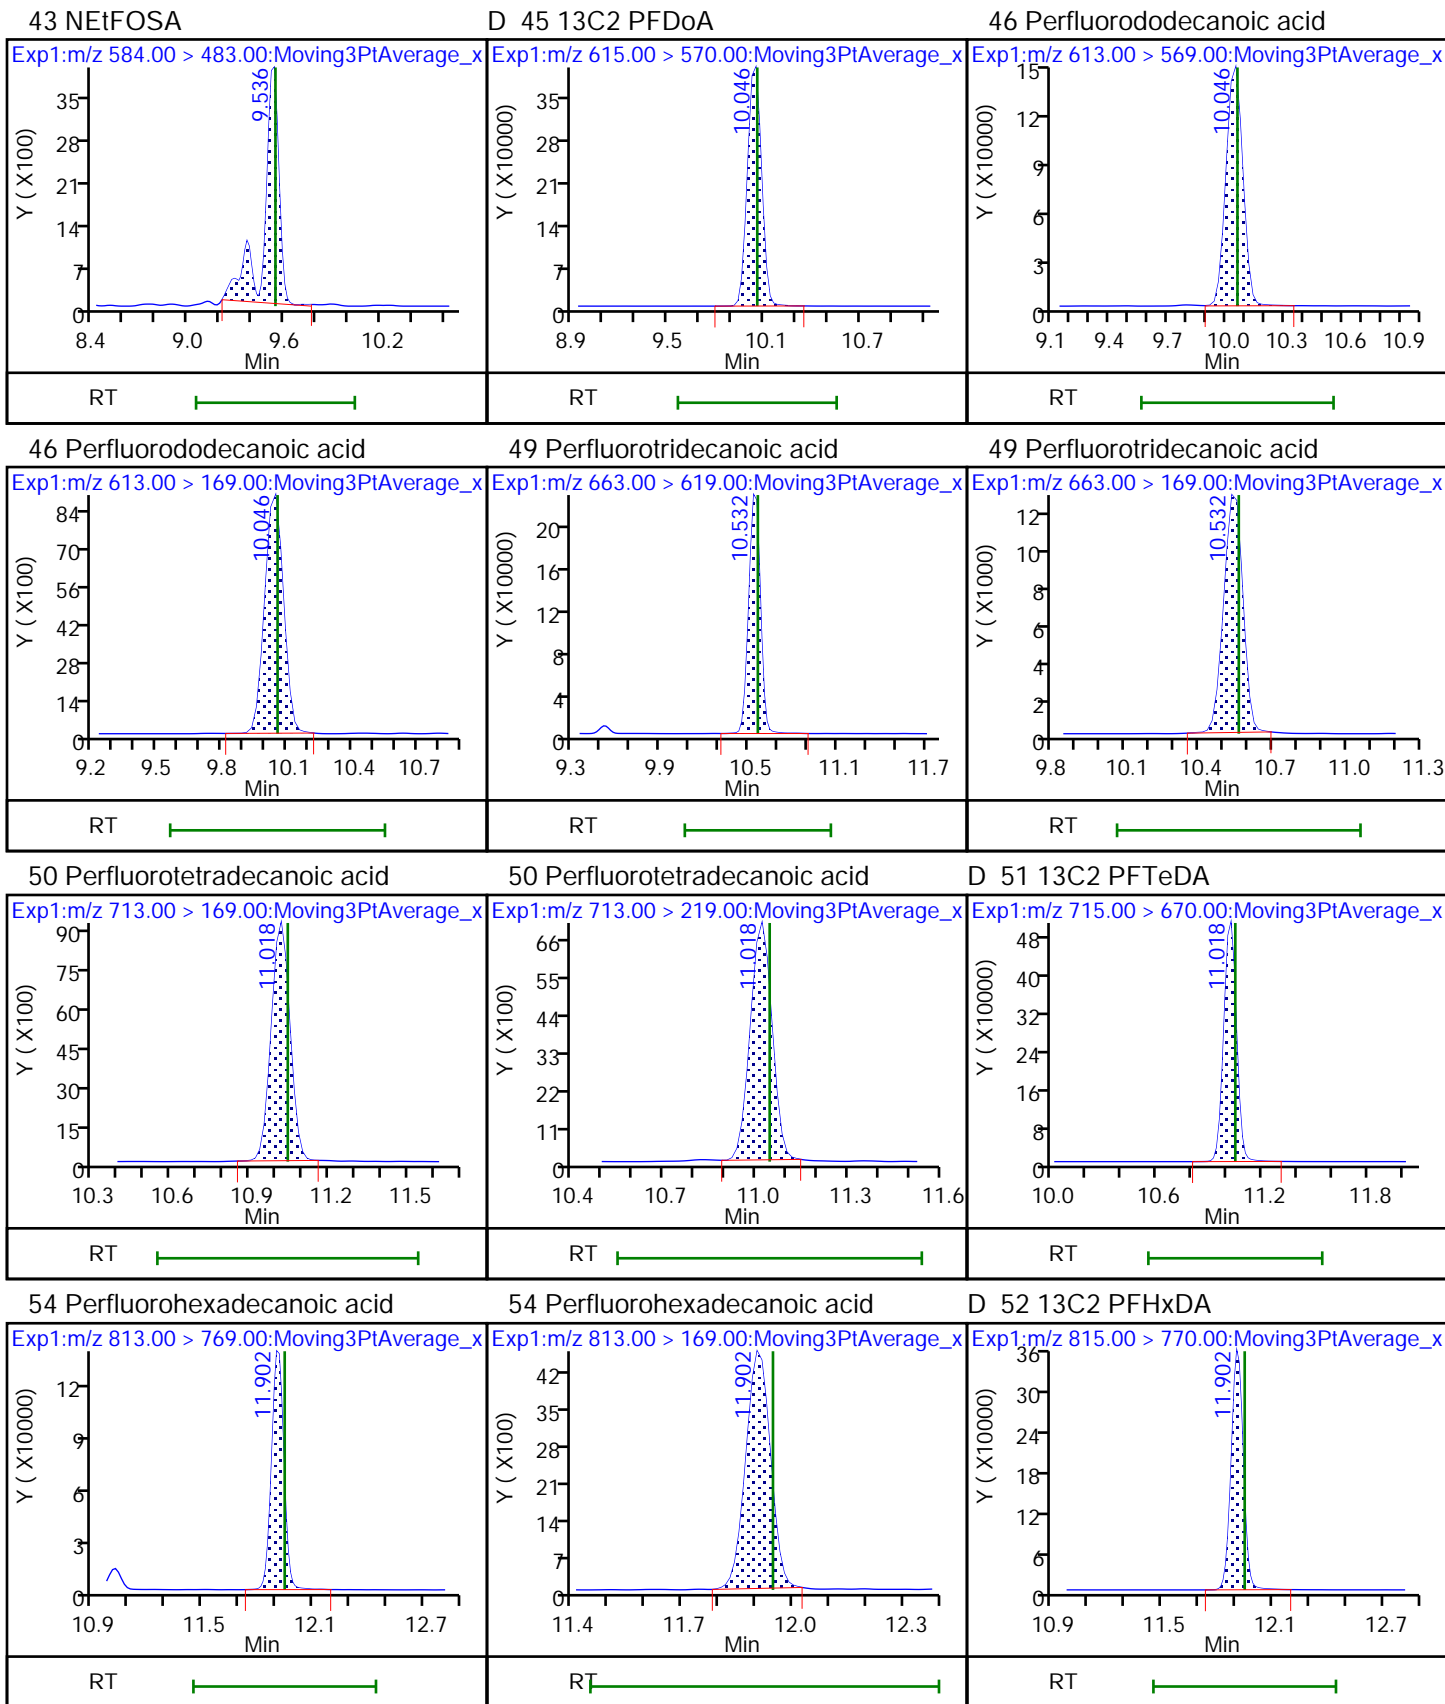 43 NEtFOSA
Exp1:m/z 584.00 > 483.00:Moving3PtAverage_x
Y ( X100)
35
28
21
14
7
0
9.536
8.4 9.0 9.6 10.2
Min
RT
D 45 13C2 PFDoA
Exp1:m/z 615.00 > 570.00:Moving3PtAverage_x
Y ( X10000)
35
28
21
14
7
0
10.046
8.9 9.5 10.1 10.7
Min
RT
46 Perfluorododecanoic acid
Exp1:m/z 613.00 > 569.00:Moving3PtAverage_x
Y ( X10000)
15
12
9
6
3
0
10.046
9.1 9.4 9.7 10.0 10.3 10.6 10.9
Min
RT
46 Perfluorododecanoic acid
Exp1:m/z 613.00 > 169.00:Moving3PtAverage_x
Y ( X100)
84
70
56
42
28
14
0
10.046
9.2 9.5 9.8 10.1 10.4 10.7
Min
RT
49 Perfluorotridecanoic acid
Exp1:m/z 663.00 > 619.00:Moving3PtAverage_x
Y ( X10000)
20
16
12
8
4
0
10.532
9.3 9.9 10.5 11.1 11.7
Min
RT
49 Perfluorotridecanoic acid
Exp1:m/z 663.00 > 169.00:Moving3PtAverage_x
Y ( X1000)
12
10
8
6
4
2
0
10.532
9.8 10.1 10.4 10.7 11.0 11.3
Min
RT
50 Perfluorotetradecanoic acid
Exp1:m/z 713.00 > 169.00:Moving3PtAverage_x
Y ( X100)
90
75
60
45
30
15
0
11.018
10.3 10.6 10.9 11.2 11.5
Min
RT
50 Perfluorotetradecanoic acid
Exp1:m/z 713.00 > 219.00:Moving3PtAverage_x
Y ( X100)
66
55
44
33
22
11
0
11.018
10.4 10.7 11.0 11.3 11.6
Min
RT
D 51 13C2 PFTeDA
Exp1:m/z 715.00 > 670.00:Moving3PtAverage_x
Y ( X10000)
48
40
32
24
16
8
0
11.018
10.0 10.6 11.2 11.8
Min
RT
54 Perfluorohexadecanoic acid
Exp1:m/z 813.00 > 769.00:Moving3PtAverage_x
Y ( X10000)
12
9
6
3
0
11.902
10.9 11.5 12.1 12.7
Min
RT
54 Perfluorohexadecanoic acid
Exp1:m/z 813.00 > 169.00:Moving3PtAverage_x
Y ( X100)
42
35
28
21
14
7
0
11.902
11.4 11.7 12.0 12.3
Min
RT
D 52 13C2 PFHxDA
Exp1:m/z 815.00 > 770.00:Moving3PtAverage_x
Y ( X10000)
36
30
24
18
12
6
0
11.902
10.9 11.5 12.1 12.7
Min
RT